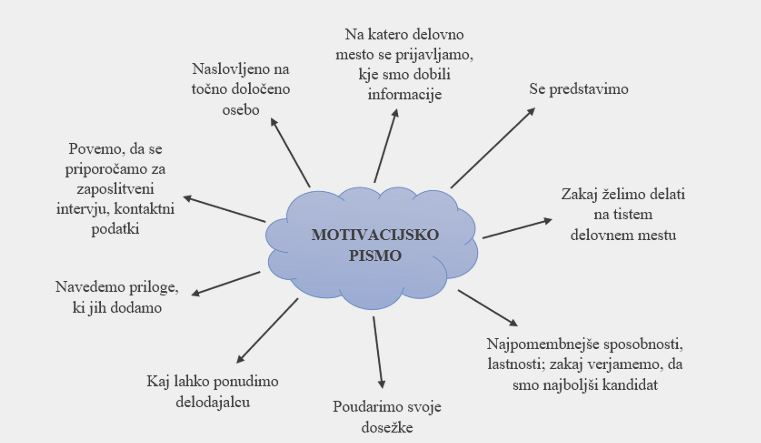 Na katero delovno
mesto se prijavljamo,
kje smo dobili
informacije
Naslovljeno na
točno določeno
osebo
Se predstavimo
Povemo, da se
priporočamo za
zaposlitveni
intervju, kontaktni
podatki
Zakaj želimo delati
na tistem
delovnem mestu
MOTIVACIJSKO
PISMO
Navedemo priloge,
ki jih dodamo
Najpomembnejše sposobnosti,
lastnosti; zakaj verjamemo, da
smo najboljši kandidat
Kaj lahko ponudimo
delodajalcu
Poudarimo svoje
dosežke